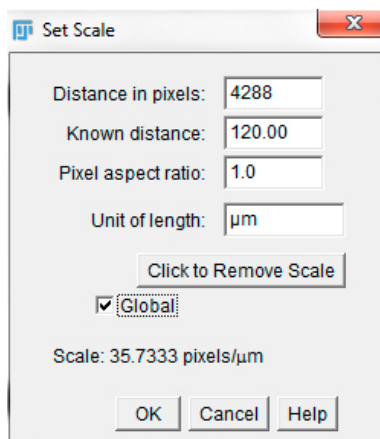 Set Scale
Distance in pixels: 4288
Known distance: 120.00
Pixel aspect ratio: 1.0
Unit of length: µm
Click to Remove Scale
Global
Scale: 35.7333 pixels/µm
OK Cancel Help